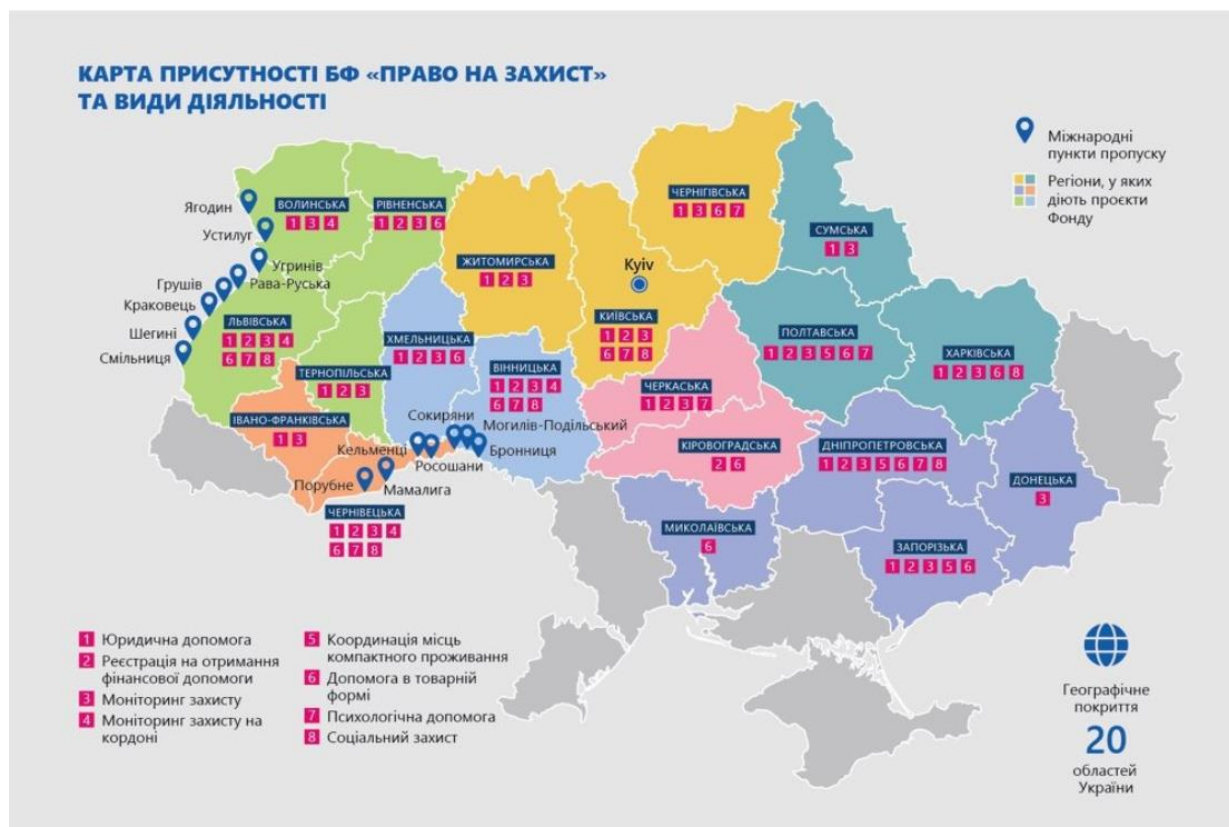 КАРТА ПРИСУТНОСТІ БФ «ПРАВО НА ЗАХИСТ»
ТА ВИДИ ДІЯЛЬНОСТІ
Міжнародні
пункти пропуску
Регіони, у яких
діють проєкти
Фонду
Ягодин
Устилуг
Угринів
Грушів
Рава-Руська
Краковець
Шегині
Смільниця
ВОЛИНСЬКА
1 3 4
РІВНЕНСЬКА
1 2 3 6
ЖИТОМИРСЬКА
1 2 3
Kyiv
КИЇВСЬКА
1 2 3
6 7 8
ЧЕРНІГІВСЬКА
1 3 6 7
СУМСЬКА
1 3
ЛЬВІВСЬКА
1 2 3 4
6 7 8
ТЕРНОПІЛЬСЬКА
1 2 3
ХМЕЛЬНИЦЬКА
1 2 3 6
ВІННИЦЬКА
1 2 3 4
6 7 8
ЧЕРКАСЬКА
1 2 3 7
ПОЛТАВСЬКА
1 2 3 5 6 7
ХАРКІВСЬКА
1 2 3 6 8
ІВАНО-ФРАНКІВСЬКА
1 3
Сокиряни
Могилів-Подільський
Кельменці
Бронниця
Росошани
Порубне
Мамалига
ЧЕРНІВЕЦЬКА
1 2 3 4
6 7 8
КІРОВОГРАДСЬКА
2 6
ДНІПРОПЕТРОВСЬКА
1 2 3 5 6 7 8
ДОНЕЦЬКА
3
МИКОЛАЇВСЬКА
6
ЗАПОРІЗЬКА
1 2 3 5 6
1 Юридична допомога
2 Реєстрація на отримання
фінансової допомоги
3 Моніторинг захисту
4 Моніторинг захисту на
кордоні
5 Координація місць
компактного проживання
6 Допомога в товарній
формі
7 Психологічна допомога
8 Соціальний захист
Географічне
покриття
20
областей
України